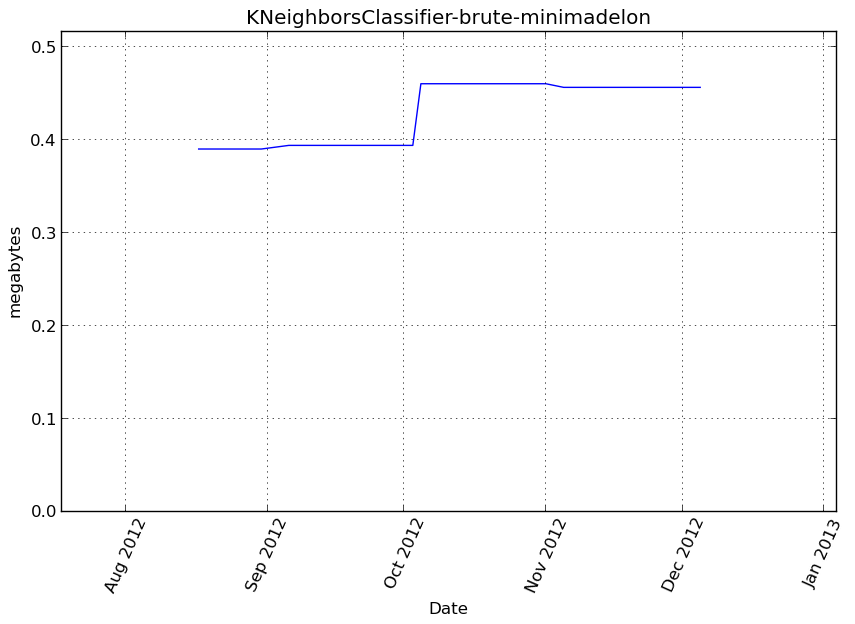 KNeighborsClassifier-brute-minimadelon
0.5
0.4
0.3
0.2
0.1
0.0
megabytes
Aug 2012
Sep 2012
Oct 2012
Nov 2012
Dec 2012
Jan 2013
Date